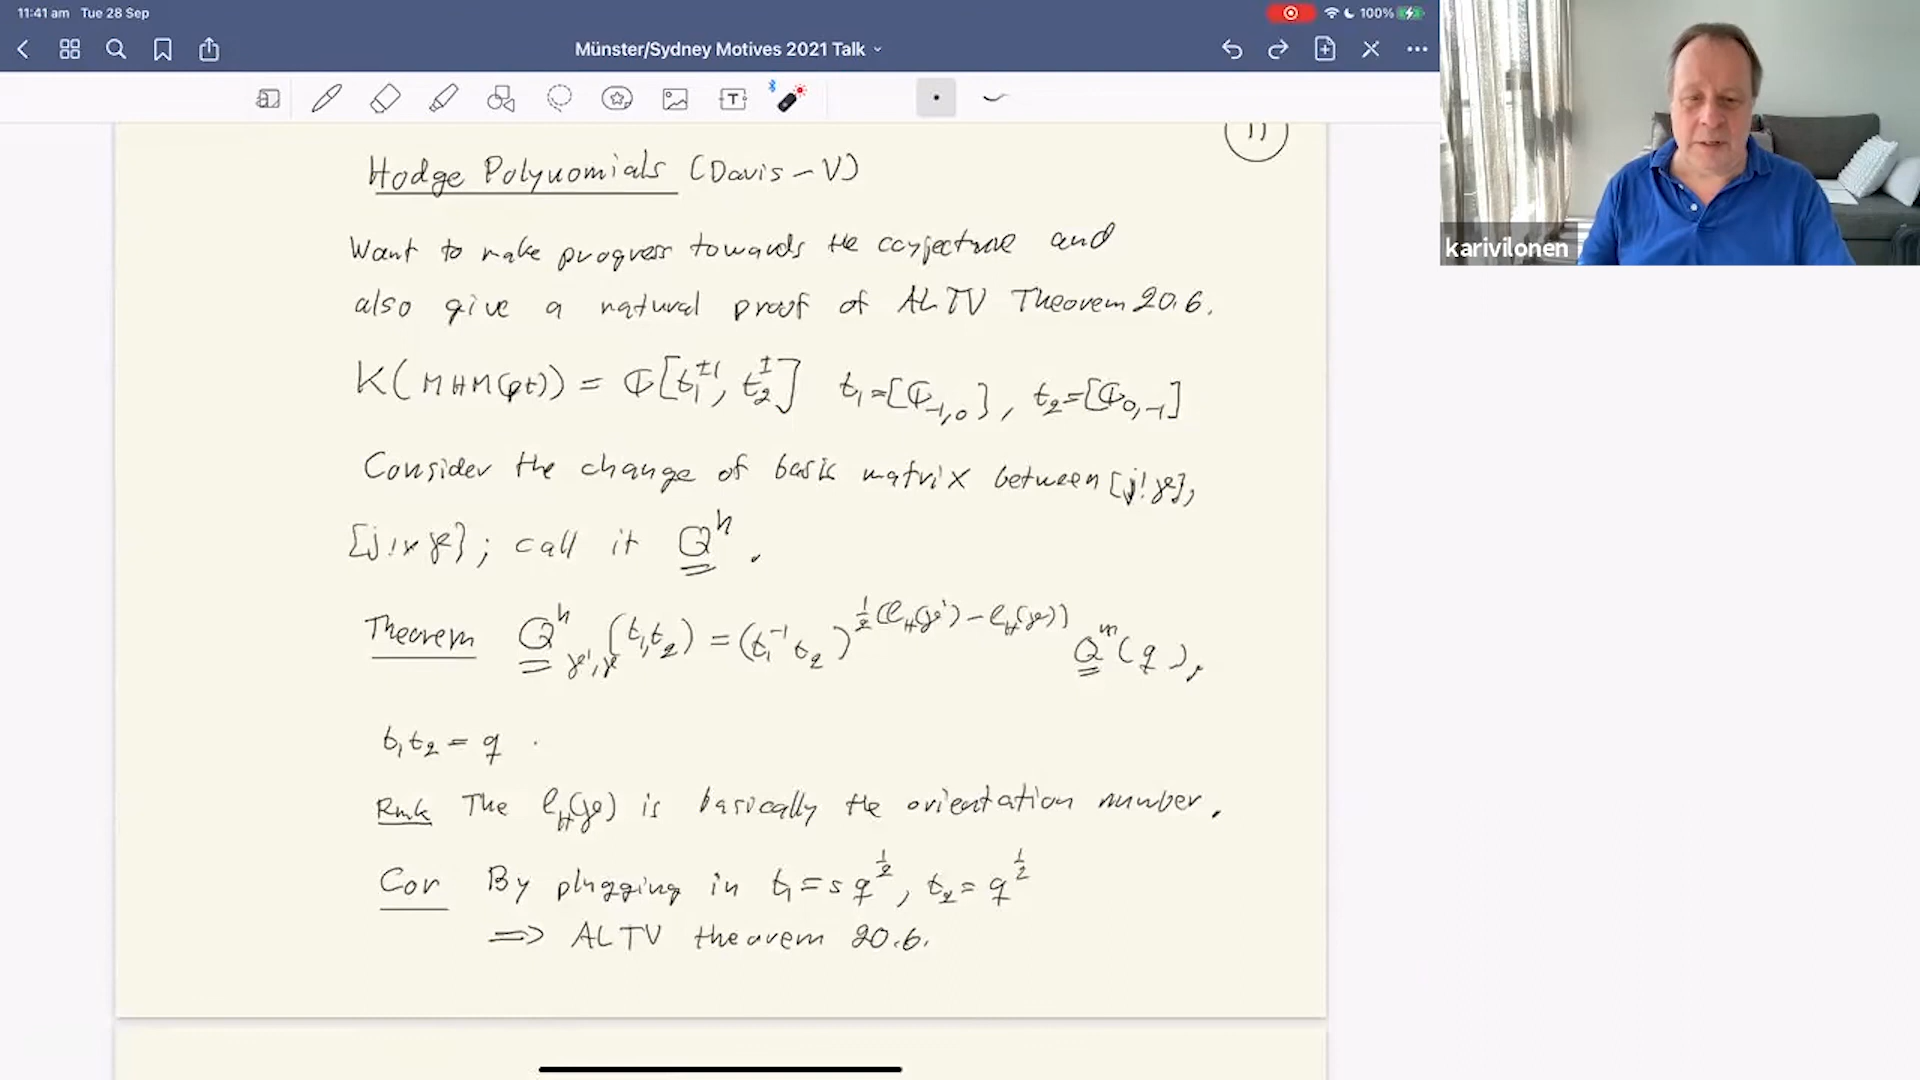 11:41 am Tue 28 Sep
100%
Münster/Sydney Motives 2021 Talk
T
karivilonen
11
Hodge Polynomials (Davis – V)
Want to make progress towards the conjecture and
also give a natural proof of ALTV Theorem 20.6.
K(MHM(pt)) = ℂ[t₁^{±1}, t₂^{±}] t₁=[ℂ_{-1,0}], t₂=[ℂ_{0,-1}]
Consider the change of basis matrix between [j!γ],
[j!*γ]; call it Q^h.
Theorem Q^h_{γ',γ}(t₁,t₂) = (t₁^{-1} t₂)^{½(ℓ_H(γ') - ℓ_H(γ))} Q^m(q),
t₁t₂ = q.
Rmk The ℓ_H(γ) is basically the orientation number.
Cor By plugging in t₁ = s q^{½}, t₂ = q^{½}
⟹ ALTV theorem 20.6.